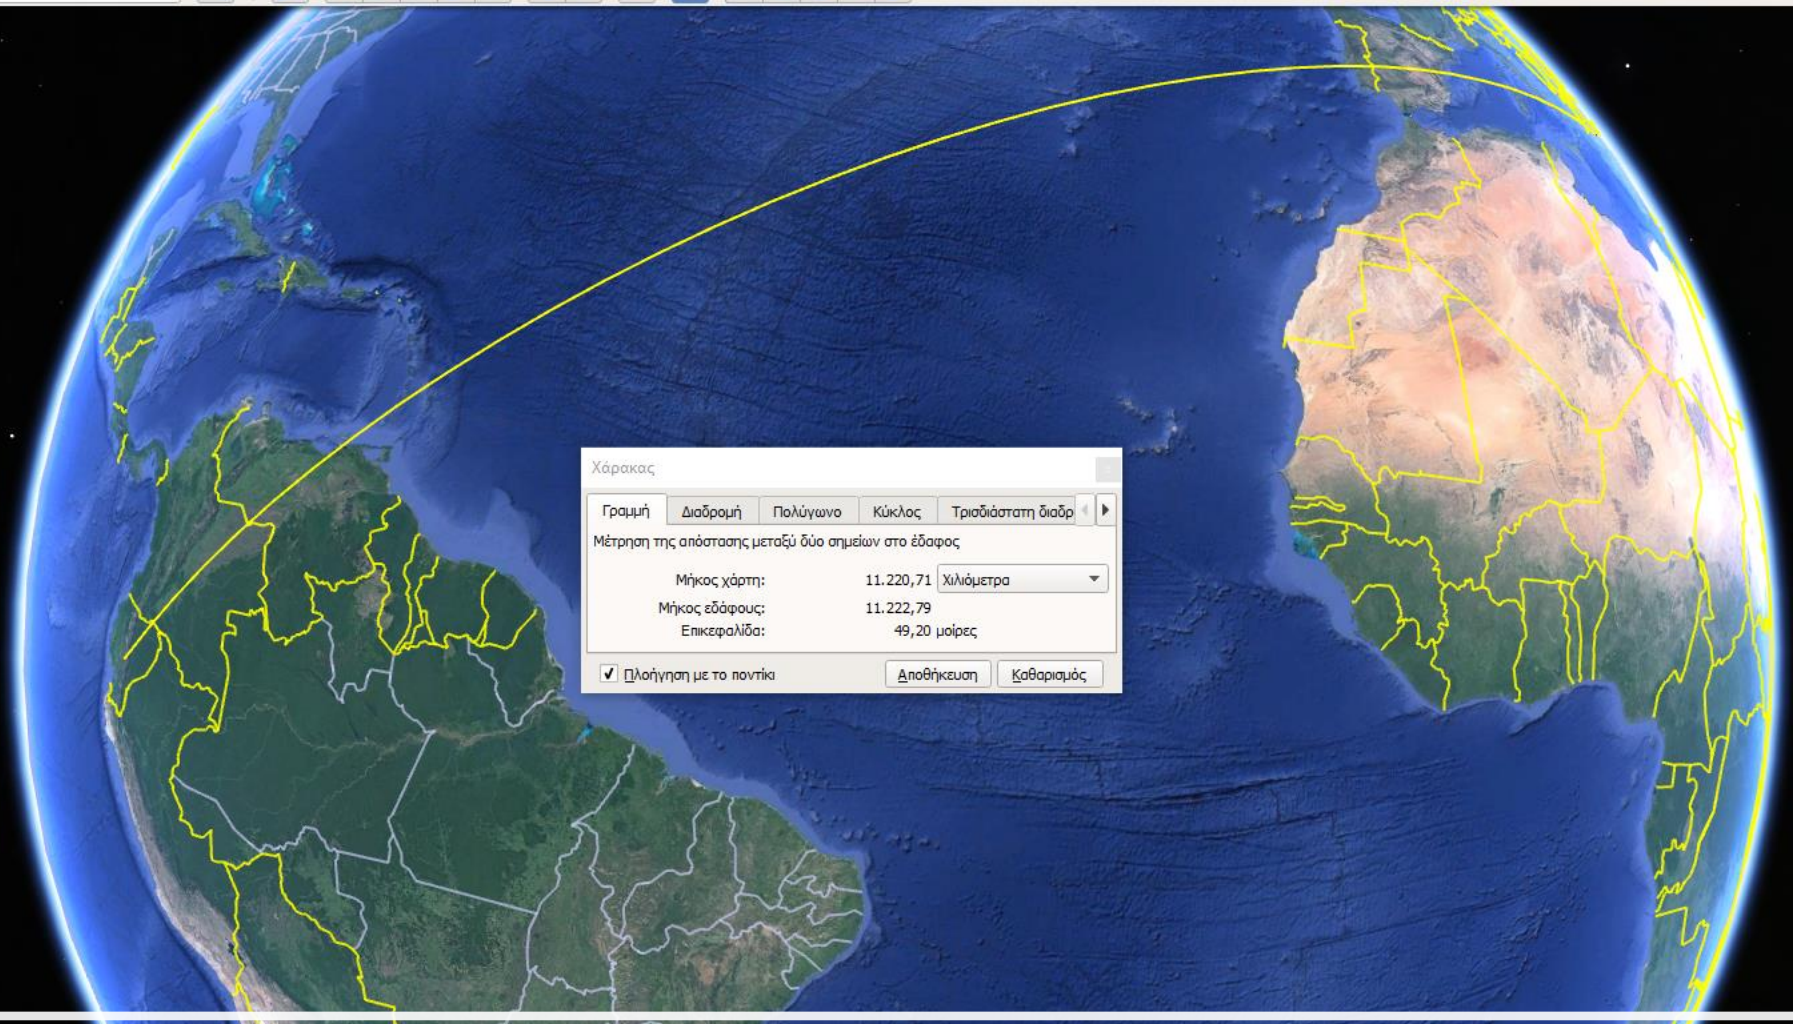 Χάρακας
Γραμμή Διαδρομή Πολύγωνο Κύκλος Τρισδιάστατη διαδρ
Μέτρηση της απόστασης μεταξύ δύο σημείων στο έδαφος
Μήκος χάρτη: 11.220,71 Χιλιόμετρα
Μήκος εδάφους: 11.222,79
Επικεφαλίδα: 49,20 μοίρες
Πλοήγηση με το ποντίκι Αποθήκευση Καθαρισμός